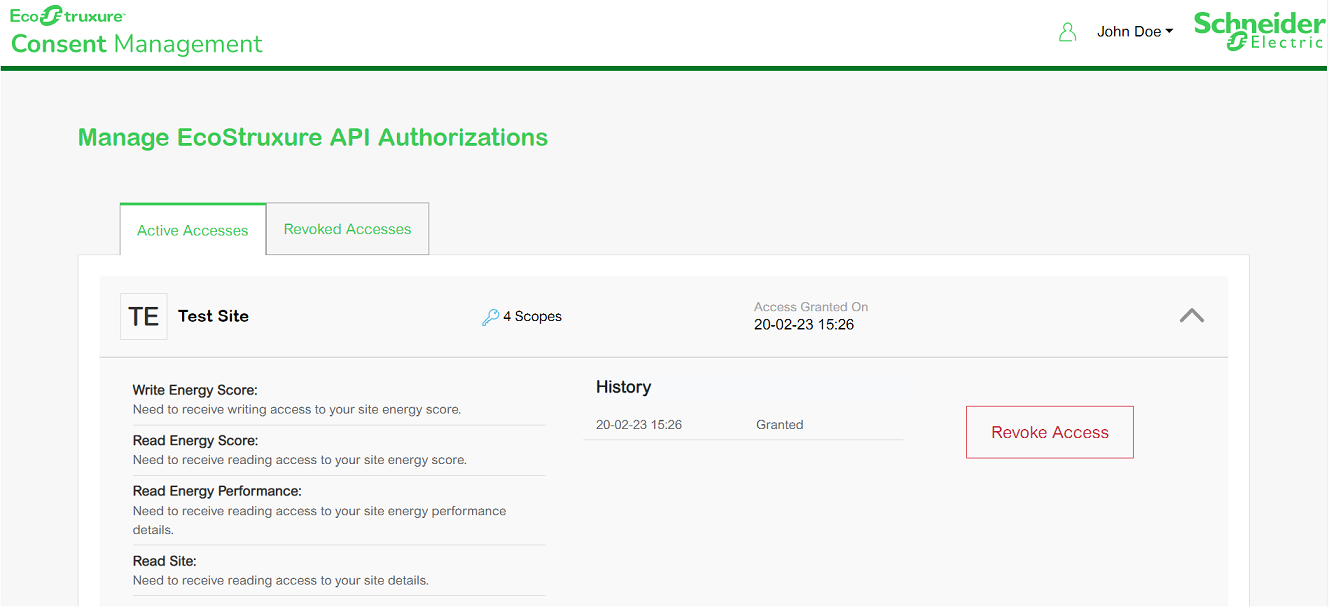 EcoStruxure™
Consent Management
John Doe
Schneider
Electric
Manage EcoStruxure API Authorizations
Active Accesses
Revoked Accesses
TE
Test Site
4 Scopes
Access Granted On
20-02-23 15:26
Write Energy Score:
Need to receive writing access to your site energy score.
Read Energy Score:
Need to receive reading access to your site energy score.
Read Energy Performance:
Need to receive reading access to your site energy performance
details.
Read Site:
Need to receive reading access to your site details.
History
20-02-23 15:26 Granted
Revoke Access